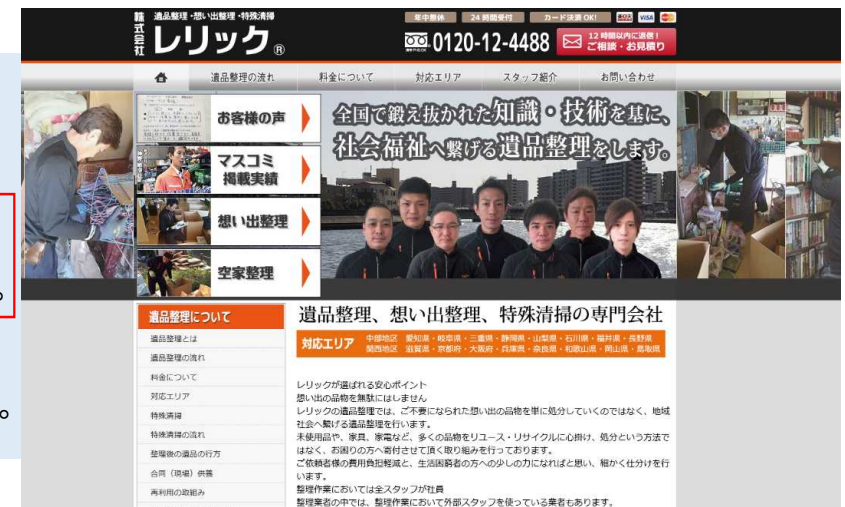 株式会社
遺品整理・想い出整理・特殊清掃
レリック®
年中無休
24時間受付
カード決済OK!
VISA
0120-12-4488
12時間以内に返信!
ご相談・お見積り
遺品整理の流れ
料金について
対応エリア
スタッフ紹介
お問い合わせ
お客様の声
マスコミ
掲載実績
想い出整理
空家整理
全国で鍛え抜かれた知識・技術を基に、
社会福祉へ繋げる遺品整理をします。
。
。
遺品整理について
遺品整理とは
遺品整理の流れ
料金について
対応エリア
特殊清掃
特殊清掃の流れ
整理後の遺品の行方
合同(現場)供養
再利用の取組み
遺品整理、想い出整理、特殊清掃の専門会社
対応エリア
中部地区 愛知県・岐阜県・三重県・静岡県・山梨県・石川県・福井県・長野県
関西地区 滋賀県・京都府・大阪府・兵庫県・奈良県・和歌山県・岡山県・鳥取県
レリックが選ばれる安心ポイント
想い出の品物を無駄にはしません
レリックの遺品整理では、ご不要になられた想い出の品物を単に処分していくのではなく、地域
社会へ繋げる遺品整理を行います。
未使用品や、家具、家電など、多くの品物をリユース・リサイクルに心掛け、処分という方法で
はなく、お困りの方へ寄付させて頂く取り組みを行っております。
ご依頼者様の費用負担軽減と、生活困窮者の方への少しの力になればと思い、細かく仕分けを行
います。
整理作業においては全スタッフが社員
整理業者の中では、整理作業において外部スタッフを使っている業者もあります。